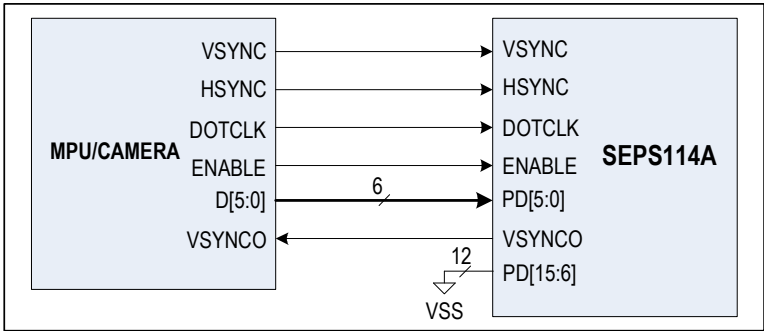 VSYNC VSYNC
HSYNC HSYNC
DOTCLK DOTCLK
MPU/CAMERA SEPS114A
ENABLE ENABLE
D[5:0] 6 PD[5:0]
VSYNCO VSYNCO
12 PD[15:6]
VSS